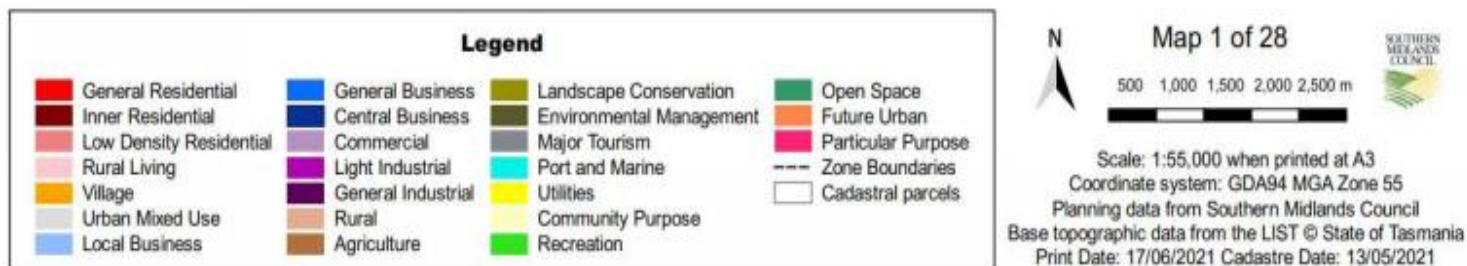 Legend
General Residential
Inner Residential
Low Density Residential
Rural Living
Village
Urban Mixed Use
Local Business
General Business
Central Business
Commercial
Light Industrial
General Industrial
Rural
Agriculture
Landscape Conservation
Environmental Management
Major Tourism
Port and Marine
Utilities
Community Purpose
Recreation
Open Space
Future Urban
Particular Purpose
Zone Boundaries
Cadastral parcels
N
Map 1 of 28
500 1,000 1,500 2,000 2,500 m
SOUTHERN
MIDLANDS
COUNCIL
Scale: 1:55,000 when printed at A3
Coordinate system: GDA94 MGA Zone 55
Planning data from Southern Midlands Council
Base topographic data from the LIST © State of Tasmania
Print Date: 17/06/2021 Cadastre Date: 13/05/2021